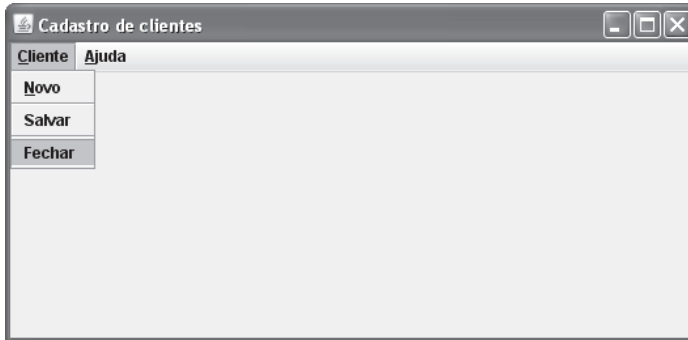 Cadastro de clientes
Cliente Ajuda
Novo
Salvar
Fechar